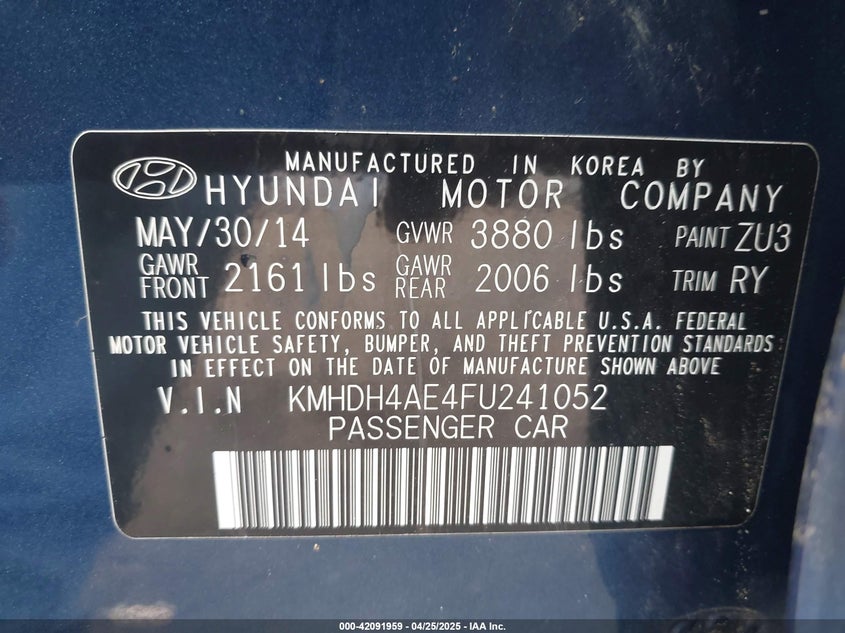 MANUFACTURED IN KOREA BY
HYUNDAI MOTOR COMPANY
MAY/30/14 GVWR 3880 lbs PAINT ZU3
GAWR FRONT 2161 lbs GAWR REAR 2006 lbs TRIM RY
THIS VEHICLE CONFORMS TO ALL APPLICABLE U.S.A. FEDERAL
MOTOR VEHICLE SAFETY, BUMPER, AND THEFT PREVENTION STANDARDS
IN EFFECT ON THE DATE OF MANUFACTURE SHOWN ABOVE
V.I.N KMHDH4AE4FU241052
PASSENGER CAR
000-42091959 - 04/25/2025 - IAA Inc.